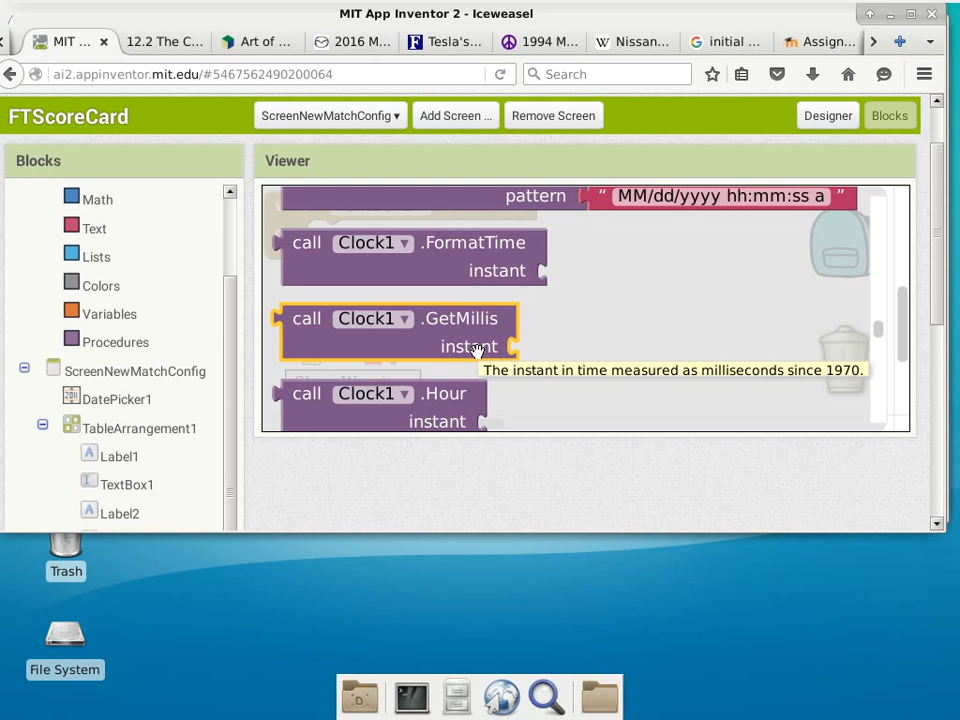 MIT App Inventor 2 - Iceweasel
MIT ...
12.2 The C...
Art of ...
2016 M...
Tesla's...
1994 M...
Nissan...
initial ...
Assign...
ai2.appinventor.mit.edu/#5467562490200064
Search
FTScoreCard
ScreenNewMatchConfig ▾
Add Screen ...
Remove Screen
Designer
Blocks
Blocks
Viewer
Math
Text
Lists
Colors
Variables
Procedures
ScreenNewMatchConfig
DatePicker1
TableArrangement1
Label1
TextBox1
Label2
pattern “ MM/dd/yyyy hh:mm:ss a ”
call Clock1 ▾ .FormatTime
instant
call Clock1 ▾ .GetMillis
instant
The instant in time measured as milliseconds since 1970.
call Clock1 ▾ .Hour
instant
Trash
File System